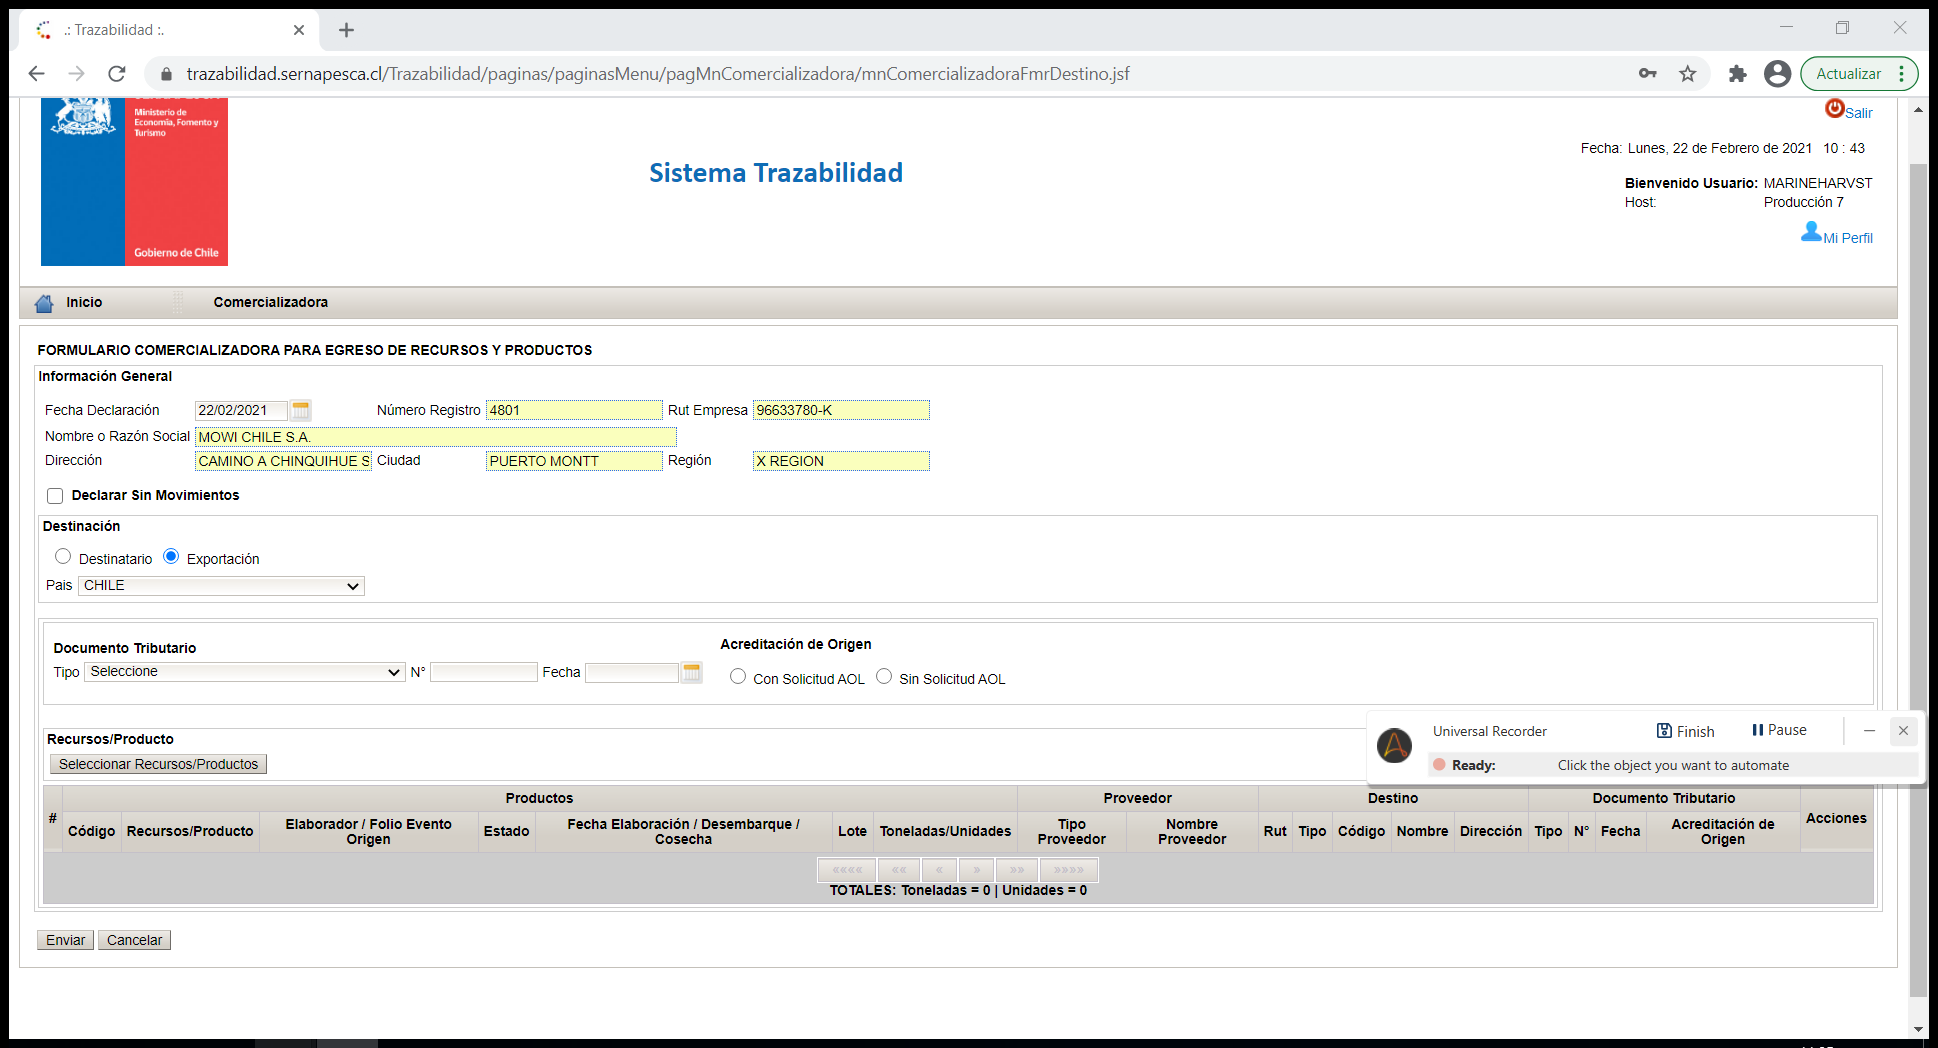 .: Trazabilidad :.
trazabilidad.sernapesca.cl/Trazabilidad/paginas/paginasMenu/pagMnComercializadora/mnComercializadoraFmrDestino.jsf
Actualizar
Ministerio de
Economía, Fomento y
Turismo
Gobierno de Chile
Sistema Trazabilidad
Salir
Fecha: Lunes, 22 de Febrero de 2021 10 : 43
Bienvenido Usuario: MARINEHARVST
Host: Producción 7
Mi Perfil
Inicio Comercializadora
FORMULARIO COMERCIALIZADORA PARA EGRESO DE RECURSOS Y PRODUCTOS
Información General
Fecha Declaración 22/02/2021 Número Registro 4801 Rut Empresa 96633780-K
Nombre o Razón Social MOWI CHILE S.A.
Dirección CAMINO A CHINQUIHUE S Ciudad PUERTO MONTT Región X REGION
Declarar Sin Movimientos
Destinación
Destinatario Exportación
Pais CHILE
Documento Tributario Acreditación de Origen
Tipo Seleccione N° Fecha Con Solicitud AOL Sin Solicitud AOL
Universal Recorder Finish Pause
Ready: Click the object you want to automate
Recursos/Producto
Seleccionar Recursos/Productos
# Productos Proveedor Destino Documento Tributario Acciones
Código Recursos/Producto Elaborador / Folio Evento Origen Estado Fecha Elaboración / Desembarque / Cosecha Lote Toneladas/Unidades Tipo Proveedor Nombre Proveedor Rut Tipo Código Nombre Dirección Tipo N° Fecha Acreditación de Origen
«««« «« « » »» »»»»
TOTALES: Toneladas = 0 | Unidades = 0
Enviar Cancelar